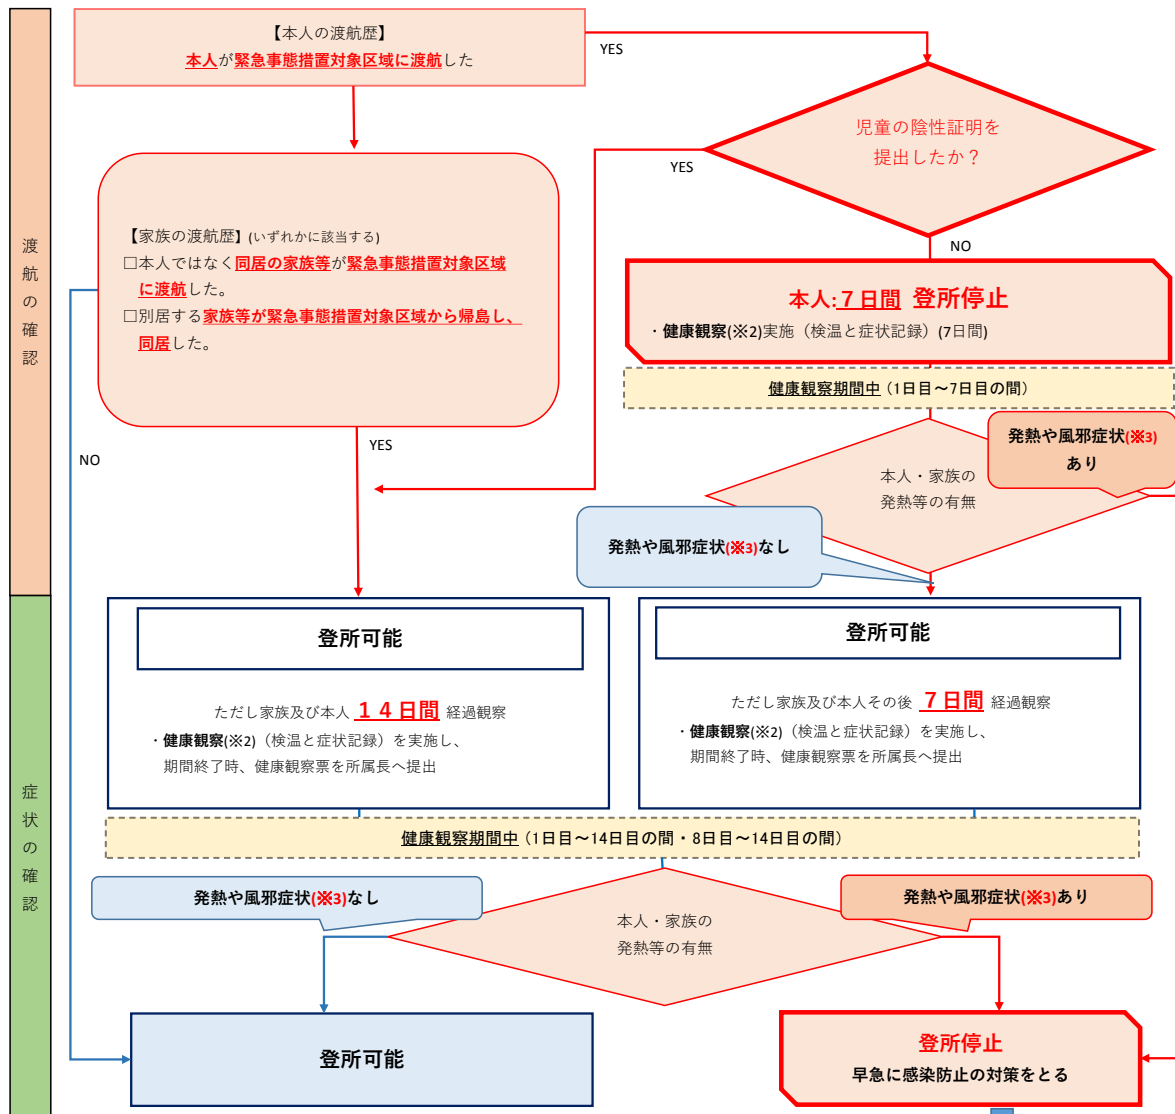 渡航の確認
【本人の渡航歴】
本人が緊急事態措置対象区域に渡航した
YES
児童の陰性証明を
提出したか？
YES
NO
【家族の渡航歴】(いずれかに該当する)
□本人ではなく同居の家族等が緊急事態措置対象区域
に渡航した。
□別居する家族等が緊急事態措置対象区域から帰島し、
同居した。
本人:７日間 登所停止
・健康観察(※2)実施（検温と症状記録）(7日間)
健康観察期間中 (1日目～7日目の間)
YES
NO
発熱や風邪症状(※3)
あり
本人・家族の
発熱等の有無
発熱や風邪症状(※3)なし
症状の確認
登所可能
ただし家族及び本人 １４日間 経過観察
・健康観察(※2)（検温と症状記録）を実施し、
期間終了時、健康観察票を所属長へ提出
登所可能
ただし家族及び本人その後 ７日間 経過観察
・健康観察(※2)（検温と症状記録）を実施し、
期間終了時、健康観察票を所属長へ提出
健康観察期間中 (1日目～14日目の間・8日目～14日目の間)
発熱や風邪症状(※3)なし
発熱や風邪症状(※3)あり
本人・家族の
発熱等の有無
登所可能
登所停止
早急に感染防止の対策をとる